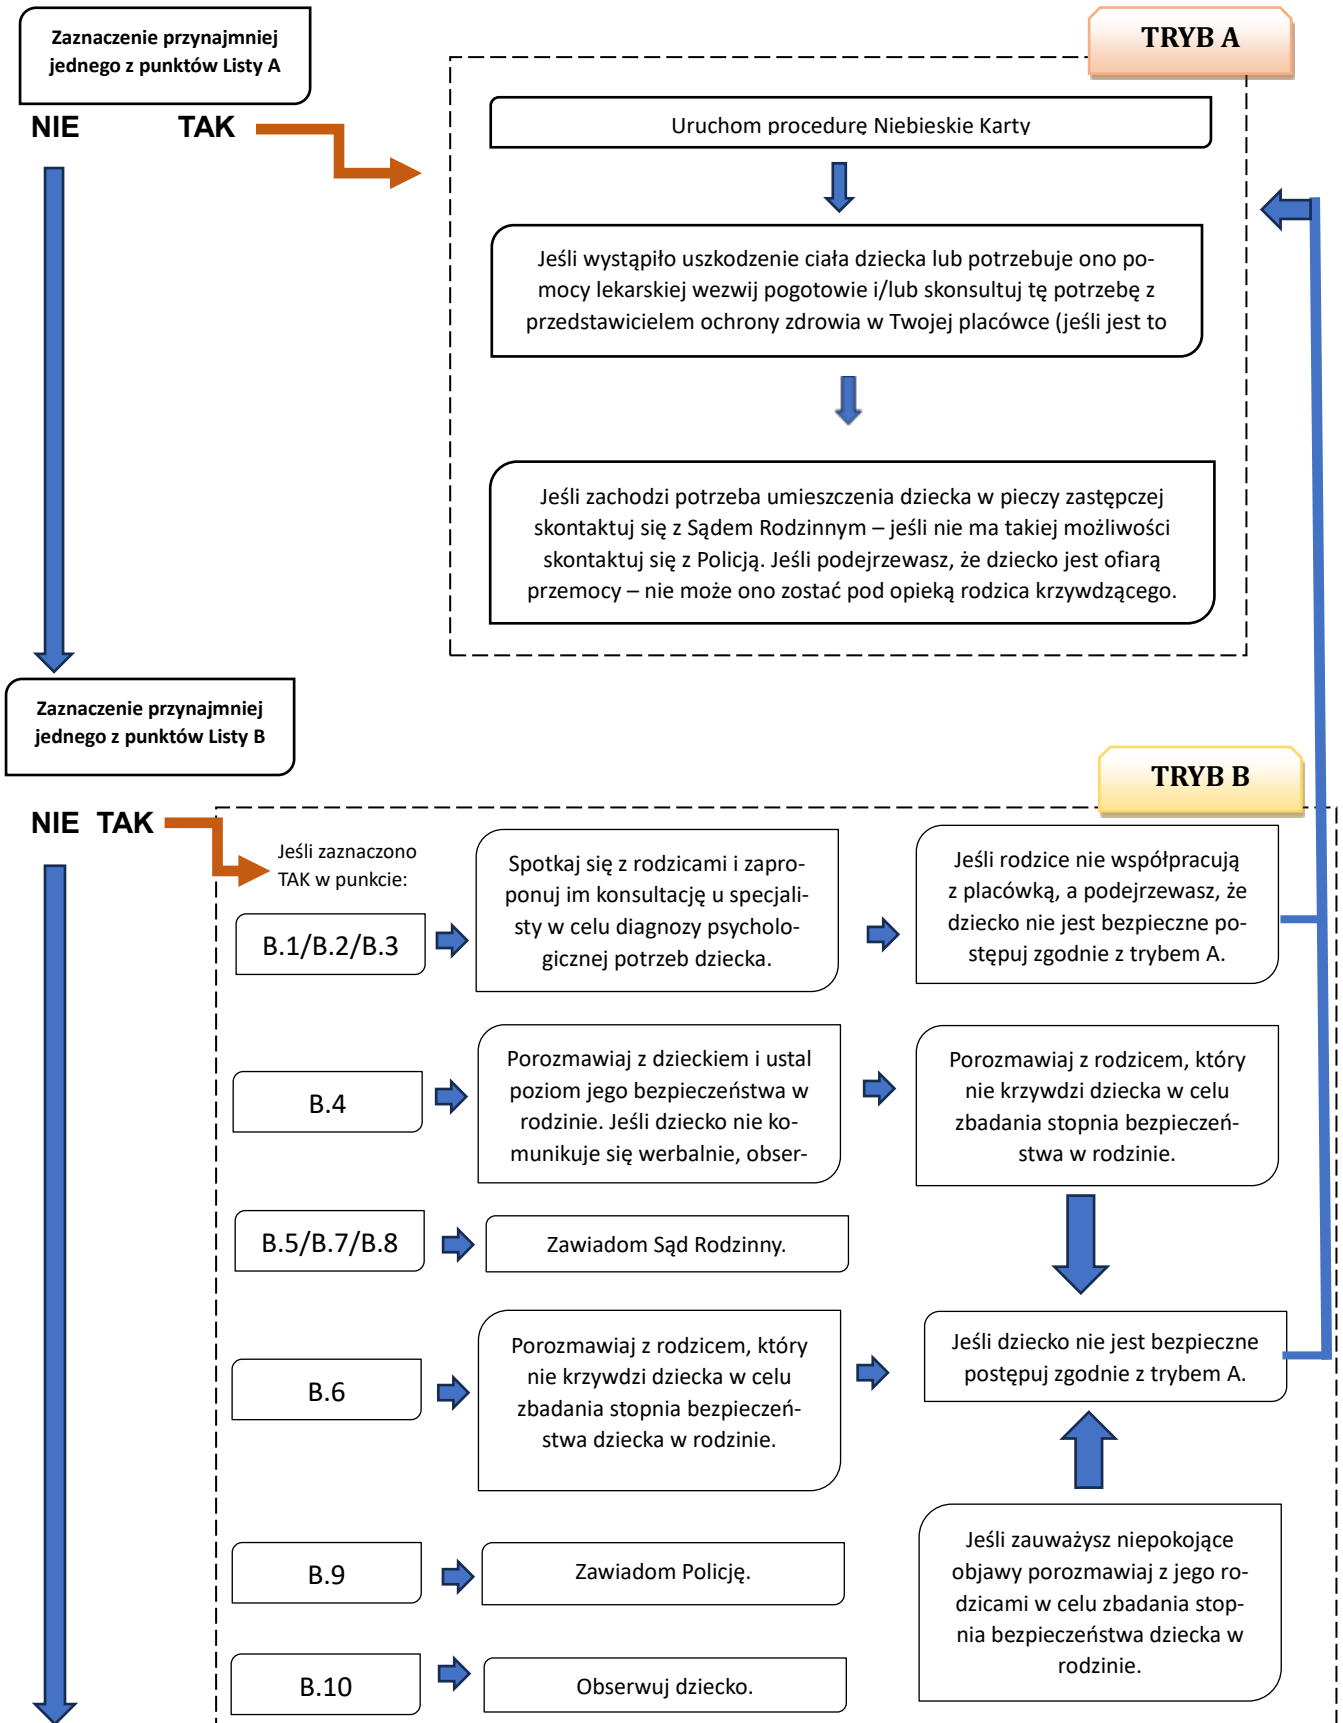 Zaznaczenie przynajmniej
jednego z punktów Listy A
NIE TAK
TRYB A
Uruchom procedurę Niebieskie Karty
Jeśli wystąpiło uszkodzenie ciała dziecka lub potrzebuje ono po-
mocy lekarskiej wezwij pogotowie i/lub skonsultuj tę potrzebę z
przedstawicielem ochrony zdrowia w Twojej placówce (jeśli jest to
Jeśli zachodzi potrzeba umieszczenia dziecka w pieczy zastępczej
skontaktuj się z Sądem Rodzinnym – jeśli nie ma takiej możliwości
skontaktuj się z Policją. Jeśli podejrzewasz, że dziecko jest ofiarą
przemocy – nie może ono zostać pod opieką rodzica krzywdzącego.
Zaznaczenie przynajmniej
jednego z punktów Listy B
NIE TAK
TRYB B
Jeśli zaznaczono
TAK w punkcie:
B.1/B.2/B.3
Spotkaj się z rodzicami i zapro-
ponuj im konsultację u specjali-
sty w celu diagnozy psycholo-
gicznej potrzeb dziecka.
Jeśli rodzice nie współpracują
z placówką, a podejrzewasz, że
dziecko nie jest bezpieczne po-
stępuj zgodnie z trybem A.
B.4
Porozmawiaj z dzieckiem i ustal
poziom jego bezpieczeństwa w
rodzinie. Jeśli dziecko nie ko-
munikuje się werbalnie, obser-
Porozmawiaj z rodzicem, który
nie krzywdzi dziecka w celu
zbadania stopnia bezpieczeń-
stwa w rodzinie.
B.5/B.7/B.8
Zawiadom Sąd Rodzinny.
B.6
Porozmawiaj z rodzicem, który
nie krzywdzi dziecka w celu
zbadania stopnia bezpieczeń-
stwa dziecka w rodzinie.
Jeśli dziecko nie jest bezpieczne
postępuj zgodnie z trybem A.
B.9
Zawiadom Policję.
Jeśli zauważysz niepokojące
objawy porozmawiaj z jego ro-
dzicami w celu zbadania stop-
nia bezpieczeństwa dziecka w
rodzinie.
B.10
Obserwuj dziecko.